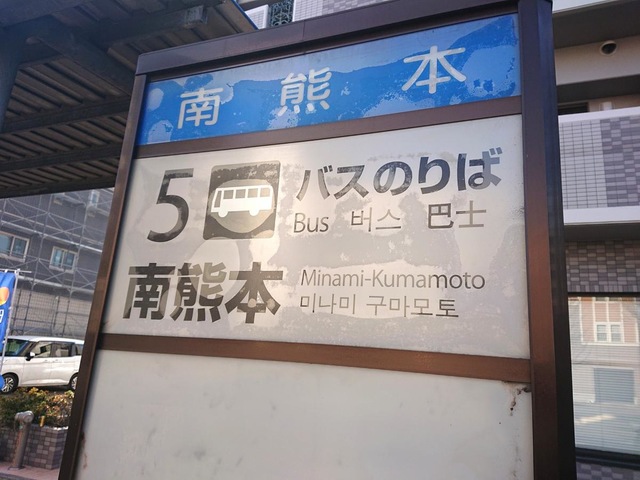 南熊本
5 バスのりば
Bus 버스 巴士
南熊本 Minami-Kumamoto
미나미 구마모토